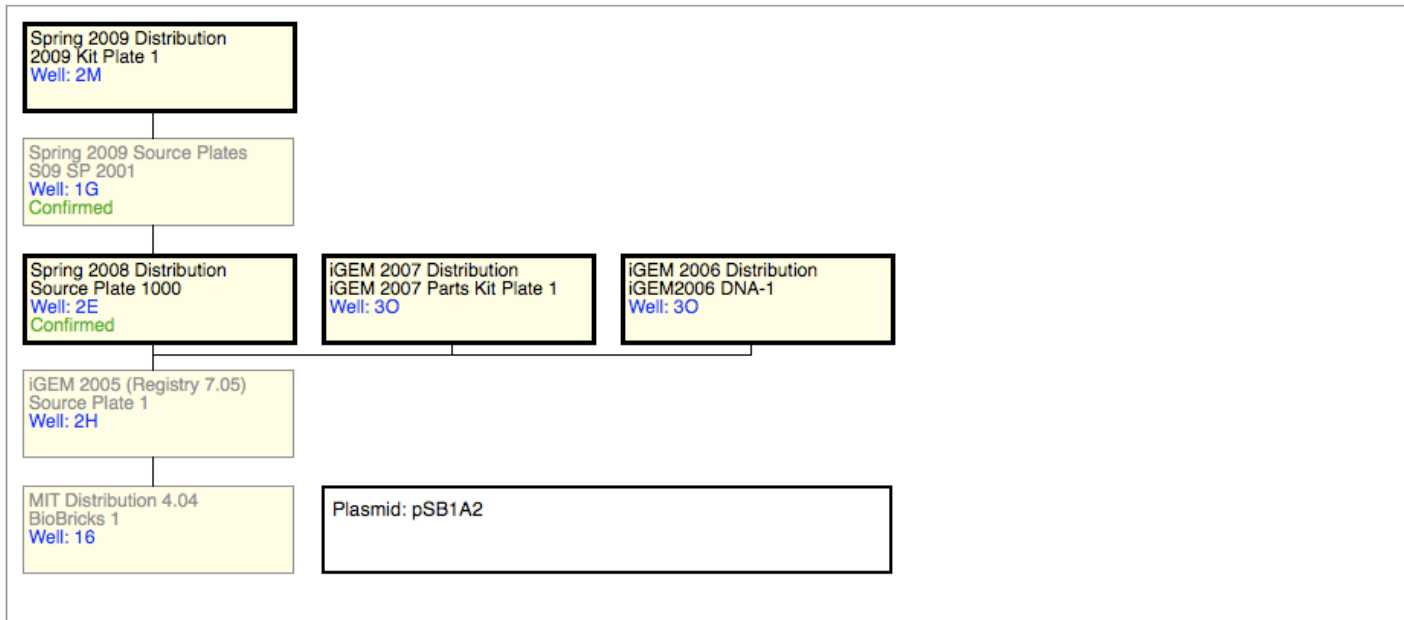 Spring 2009 Distribution
2009 Kit Plate 1
Well: 2M
Spring 2009 Source Plates
S09 SP 2001
Well: 1G
Confirmed
Spring 2008 Distribution
Source Plate 1000
Well: 2E
Confirmed
iGEM 2007 Distribution
iGEM 2007 Parts Kit Plate 1
Well: 3O
iGEM 2006 Distribution
iGEM2006 DNA-1
Well: 3O
iGEM 2005 (Registry 7.05)
Source Plate 1
Well: 2H
MIT Distribution 4.04
BioBricks 1
Well: 16
Plasmid: pSB1A2